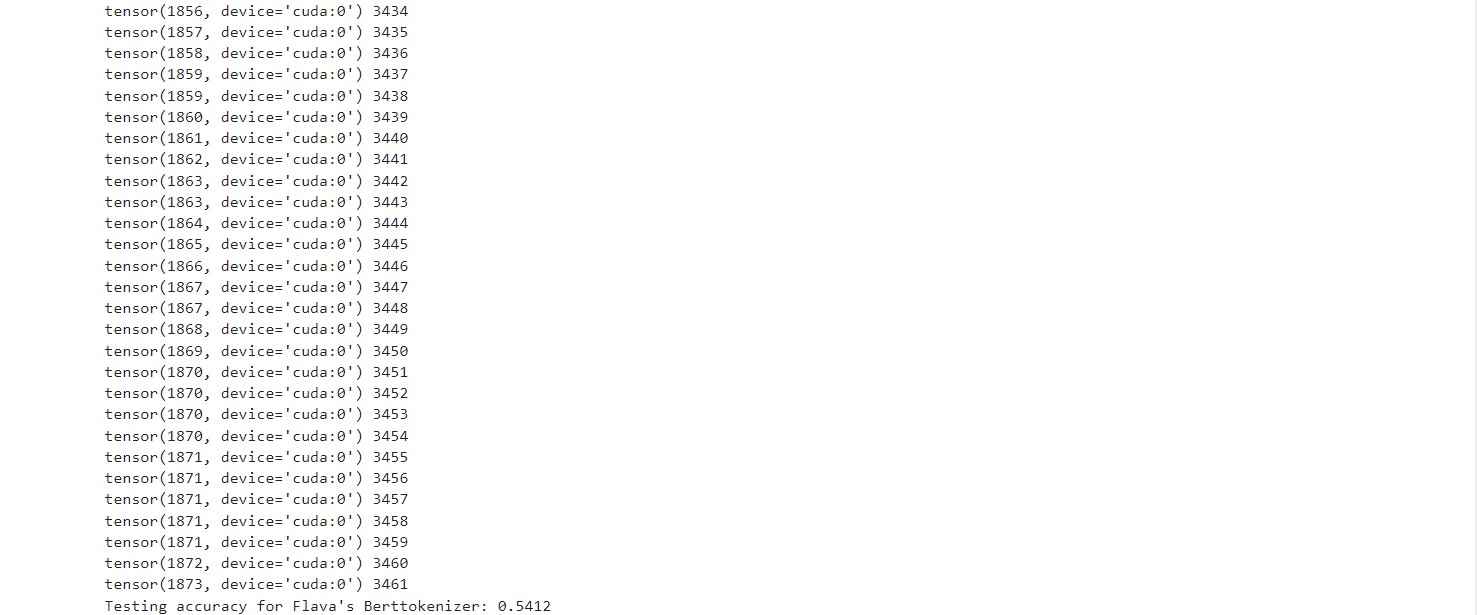 tensor(1856, device='cuda:0') 3434
tensor(1857, device='cuda:0') 3435
tensor(1858, device='cuda:0') 3436
tensor(1859, device='cuda:0') 3437
tensor(1859, device='cuda:0') 3438
tensor(1860, device='cuda:0') 3439
tensor(1861, device='cuda:0') 3440
tensor(1862, device='cuda:0') 3441
tensor(1863, device='cuda:0') 3442
tensor(1863, device='cuda:0') 3443
tensor(1864, device='cuda:0') 3444
tensor(1865, device='cuda:0') 3445
tensor(1866, device='cuda:0') 3446
tensor(1867, device='cuda:0') 3447
tensor(1867, device='cuda:0') 3448
tensor(1868, device='cuda:0') 3449
tensor(1869, device='cuda:0') 3450
tensor(1870, device='cuda:0') 3451
tensor(1870, device='cuda:0') 3452
tensor(1870, device='cuda:0') 3453
tensor(1870, device='cuda:0') 3454
tensor(1871, device='cuda:0') 3455
tensor(1871, device='cuda:0') 3456
tensor(1871, device='cuda:0') 3457
tensor(1871, device='cuda:0') 3458
tensor(1871, device='cuda:0') 3459
tensor(1872, device='cuda:0') 3460
tensor(1873, device='cuda:0') 3461
Testing accuracy for Flava's Berttokenizer: 0.5412